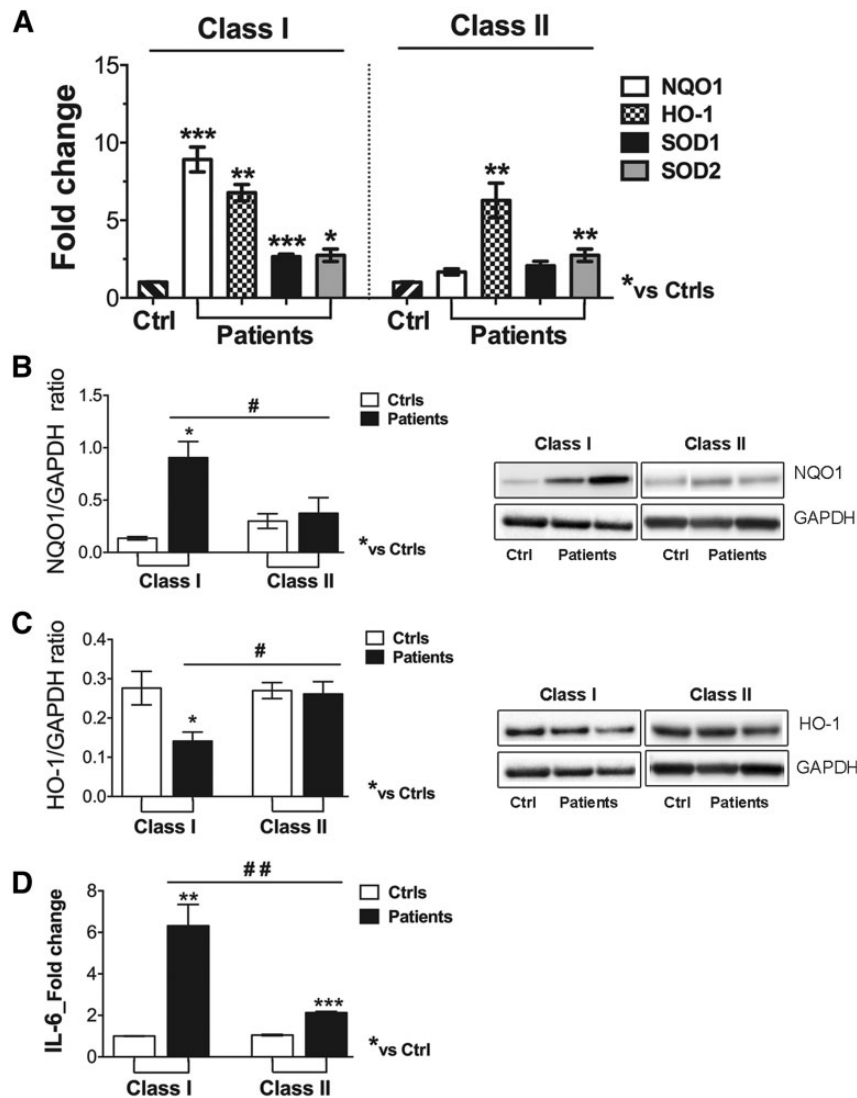 A
Class I
Class II
15
10
5
0
Fold change
***
**
***
*
**
**
NQO1
HO-1
SOD1
SOD2
*vs Ctrls
Ctrl
Patients
Ctrl
Patients
B
1.5
1.0
0.5
0.0
NQO1/GAPDH ratio
#
*
Ctrls
Patients
*vs Ctrls
Class I
Class II
Class I
Class II
NQO1
GAPDH
Ctrl
Patients
Ctrl
Patients
C
0.4
0.3
0.2
0.1
0.0
HO-1/GAPDH ratio
#
*
Ctrls
Patients
*vs Ctrls
Class I
Class II
Class I
Class II
HO-1
GAPDH
Ctrl
Patients
Ctrl
Patients
D
8
6
4
2
0
IL-6_Fold change
# #
**
***
Ctrls
Patients
*vs Ctrl
Class I
Class II